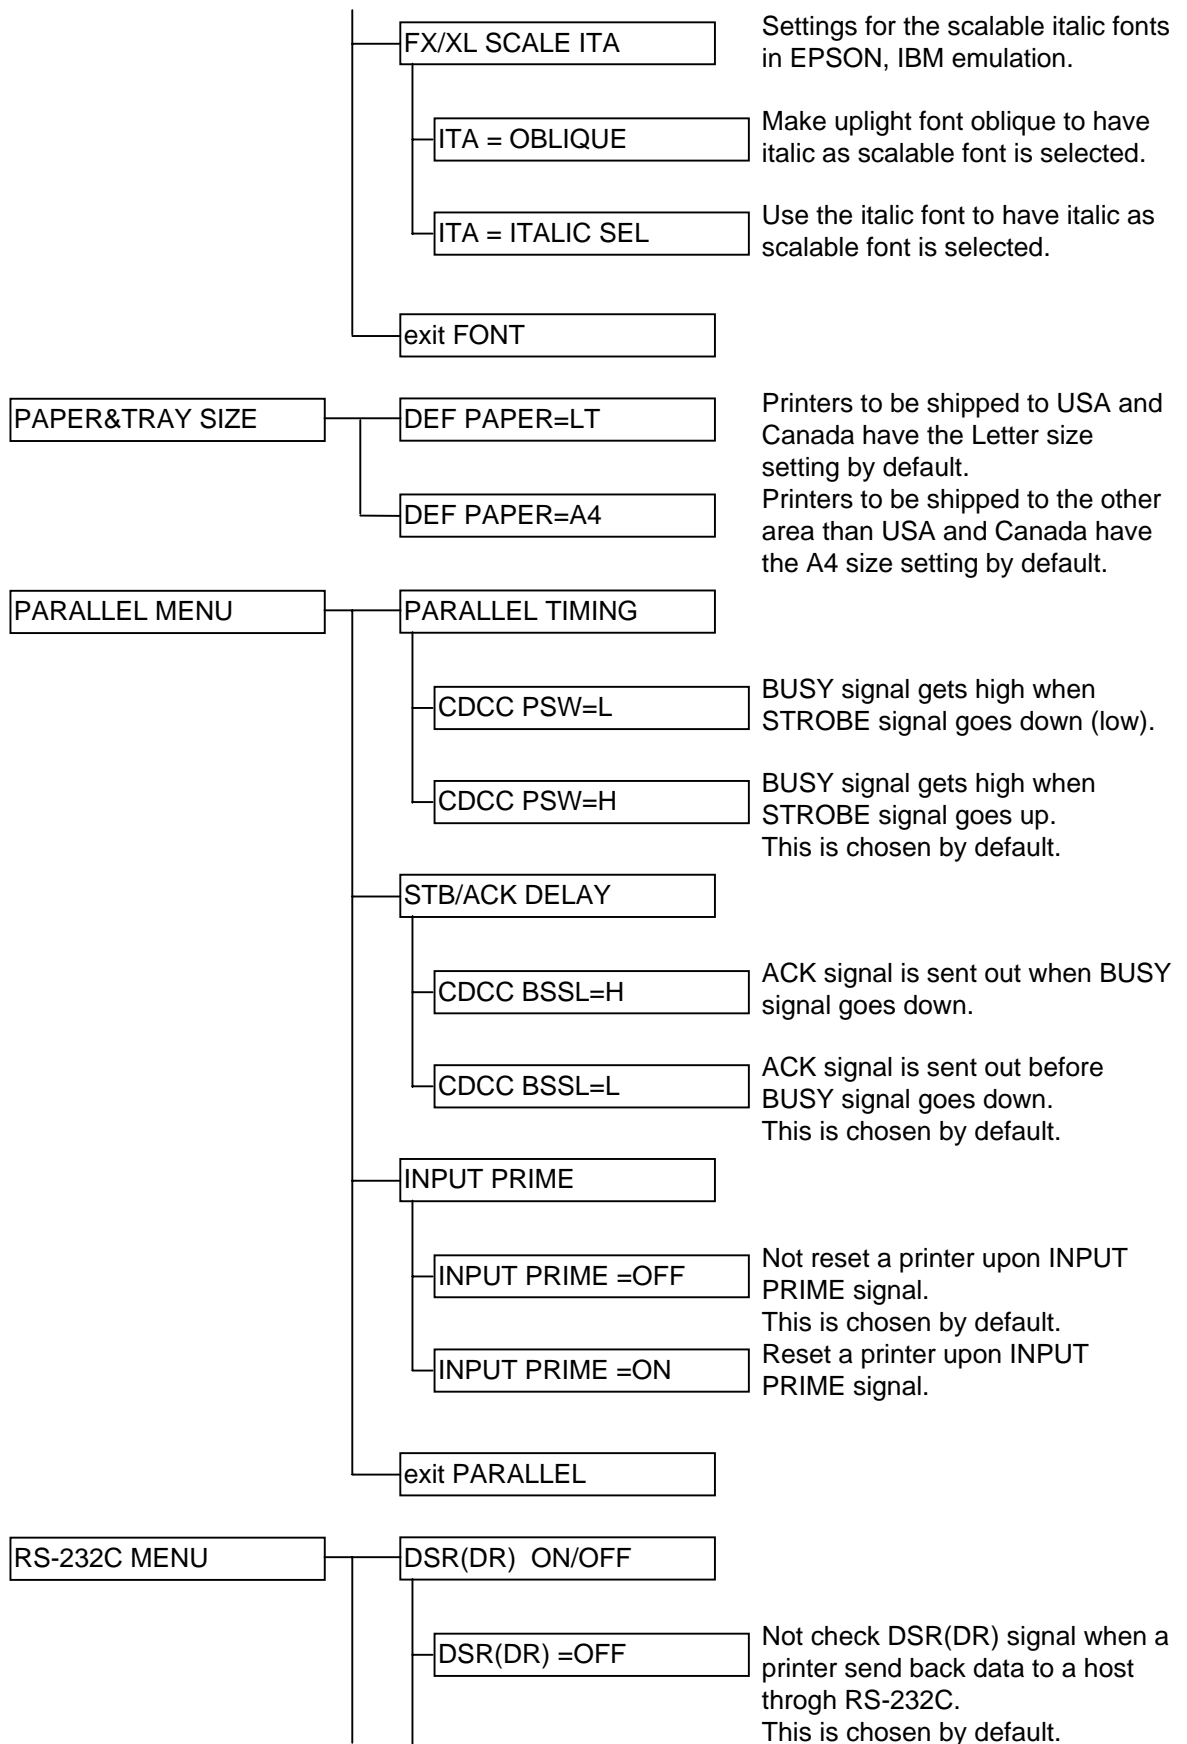 FX/XL SCALE ITA
Settings for the scalable italic fonts
in EPSON, IBM emulation.
ITA = OBLIQUE
Make uplight font oblique to have
italic as scalable font is selected.
ITA = ITALIC SEL
Use the italic font to have italic as
scalable font is selected.
exit FONT
PAPER&TRAY SIZE
DEF PAPER=LT
Printers to be shipped to USA and
Canada have the Letter size
setting by default.
DEF PAPER=A4
Printers to be shipped to the other
area than USA and Canada have
the A4 size setting by default.
PARALLEL MENU
PARALLEL TIMING
CDCC PSW=L
BUSY signal gets high when
STROBE signal goes down (low).
CDCC PSW=H
BUSY signal gets high when
STROBE signal goes up.
This is chosen by default.
STB/ACK DELAY
CDCC BSSL=H
ACK signal is sent out when BUSY
signal goes down.
CDCC BSSL=L
ACK signal is sent out before
BUSY signal goes down.
This is chosen by default.
INPUT PRIME
INPUT PRIME =OFF
Not reset a printer upon INPUT
PRIME signal.
This is chosen by default.
INPUT PRIME =ON
Reset a printer upon INPUT
PRIME signal.
exit PARALLEL
RS-232C MENU
DSR(DR)  ON/OFF
DSR(DR) =OFF
Not check DSR(DR) signal when a
printer send back data to a host
throgh RS-232C.
This is chosen by default.